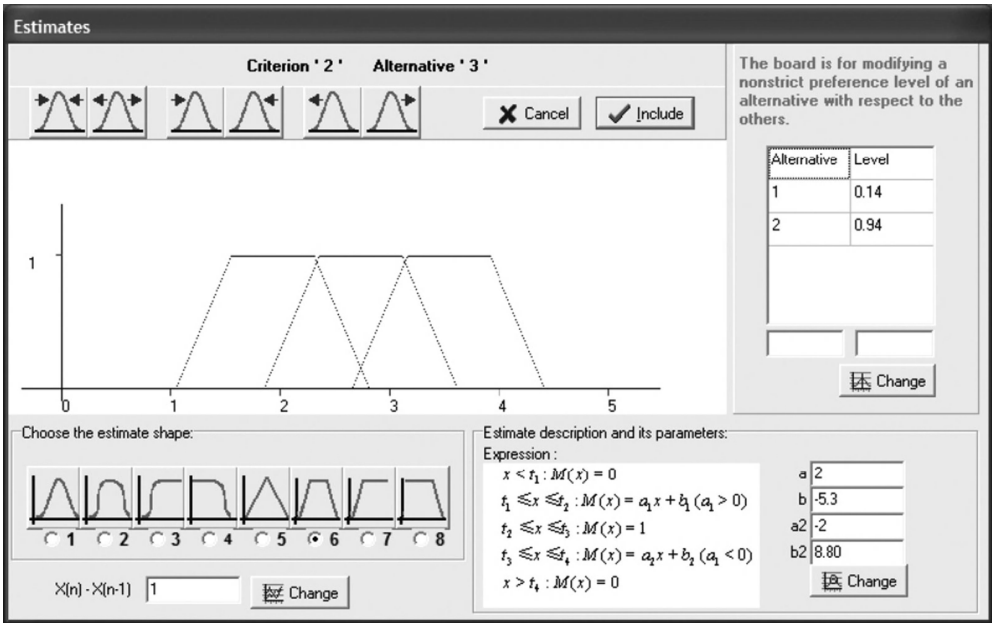 Estimates
Criterion ' 2 ' Alternative ' 3 '
Cancel
Include
1
0 1 2 3 4 5
The board is for modifying a
nonstrict preference level of an
alternative with respect to the
others.
Alternative Level
1 0.14
2 0.94
Change
Choose the estimate shape:
1 2 3 4 5 6 7 8
X(n) - X(n-1) 1 Change
Estimate description and its parameters:
Expression :
x < t₁ : M(x) = 0
t₁ ≤ x ≤ t₂ : M(x) = a₁x + b₁ (a₁ > 0)
t₂ ≤ x ≤ t₃ : M(x) = 1
t₃ ≤ x ≤ t₄ : M(x) = a₂x + b₂ (a₁ < 0)
x > t₄ : M(x) = 0
a 2
b -5.3
a2 -2
b2 8.80
Change